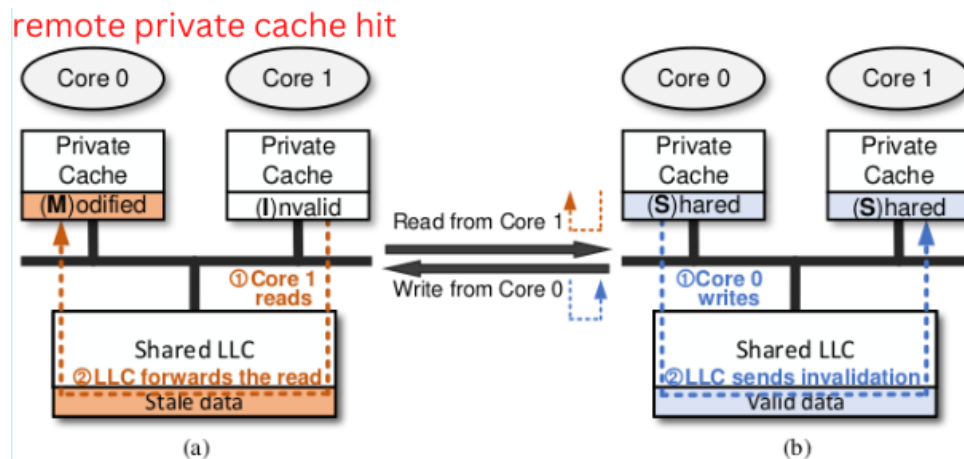 remote private cache hit
Core 0
Core 1
Private
Cache
(M)odified
Private
Cache
(I)nvalid
①Core 1
reads
Shared LLC
②LLC forwards the read
Stale data
(a)
Read from Core 1
Write from Core 0
Core 0
Core 1
Private
Cache
(S)hared
Private
Cache
(S)hared
①Core 0
writes
Shared LLC
②LLC sends invalidation
Valid data
(b)